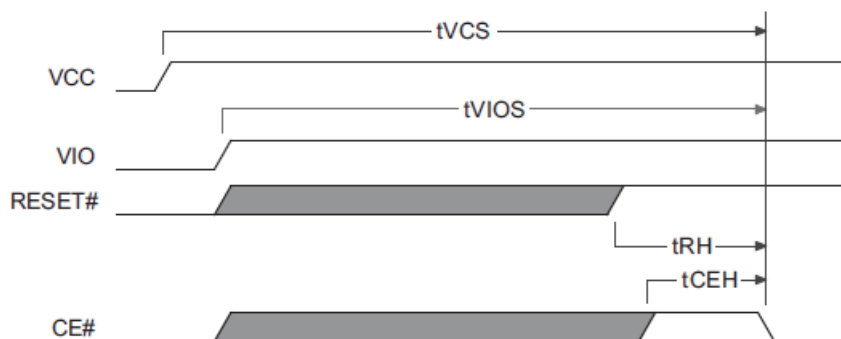 tVCS
VCC
tVIOS
VIO
RESET#
tRH
tCEH
CE#